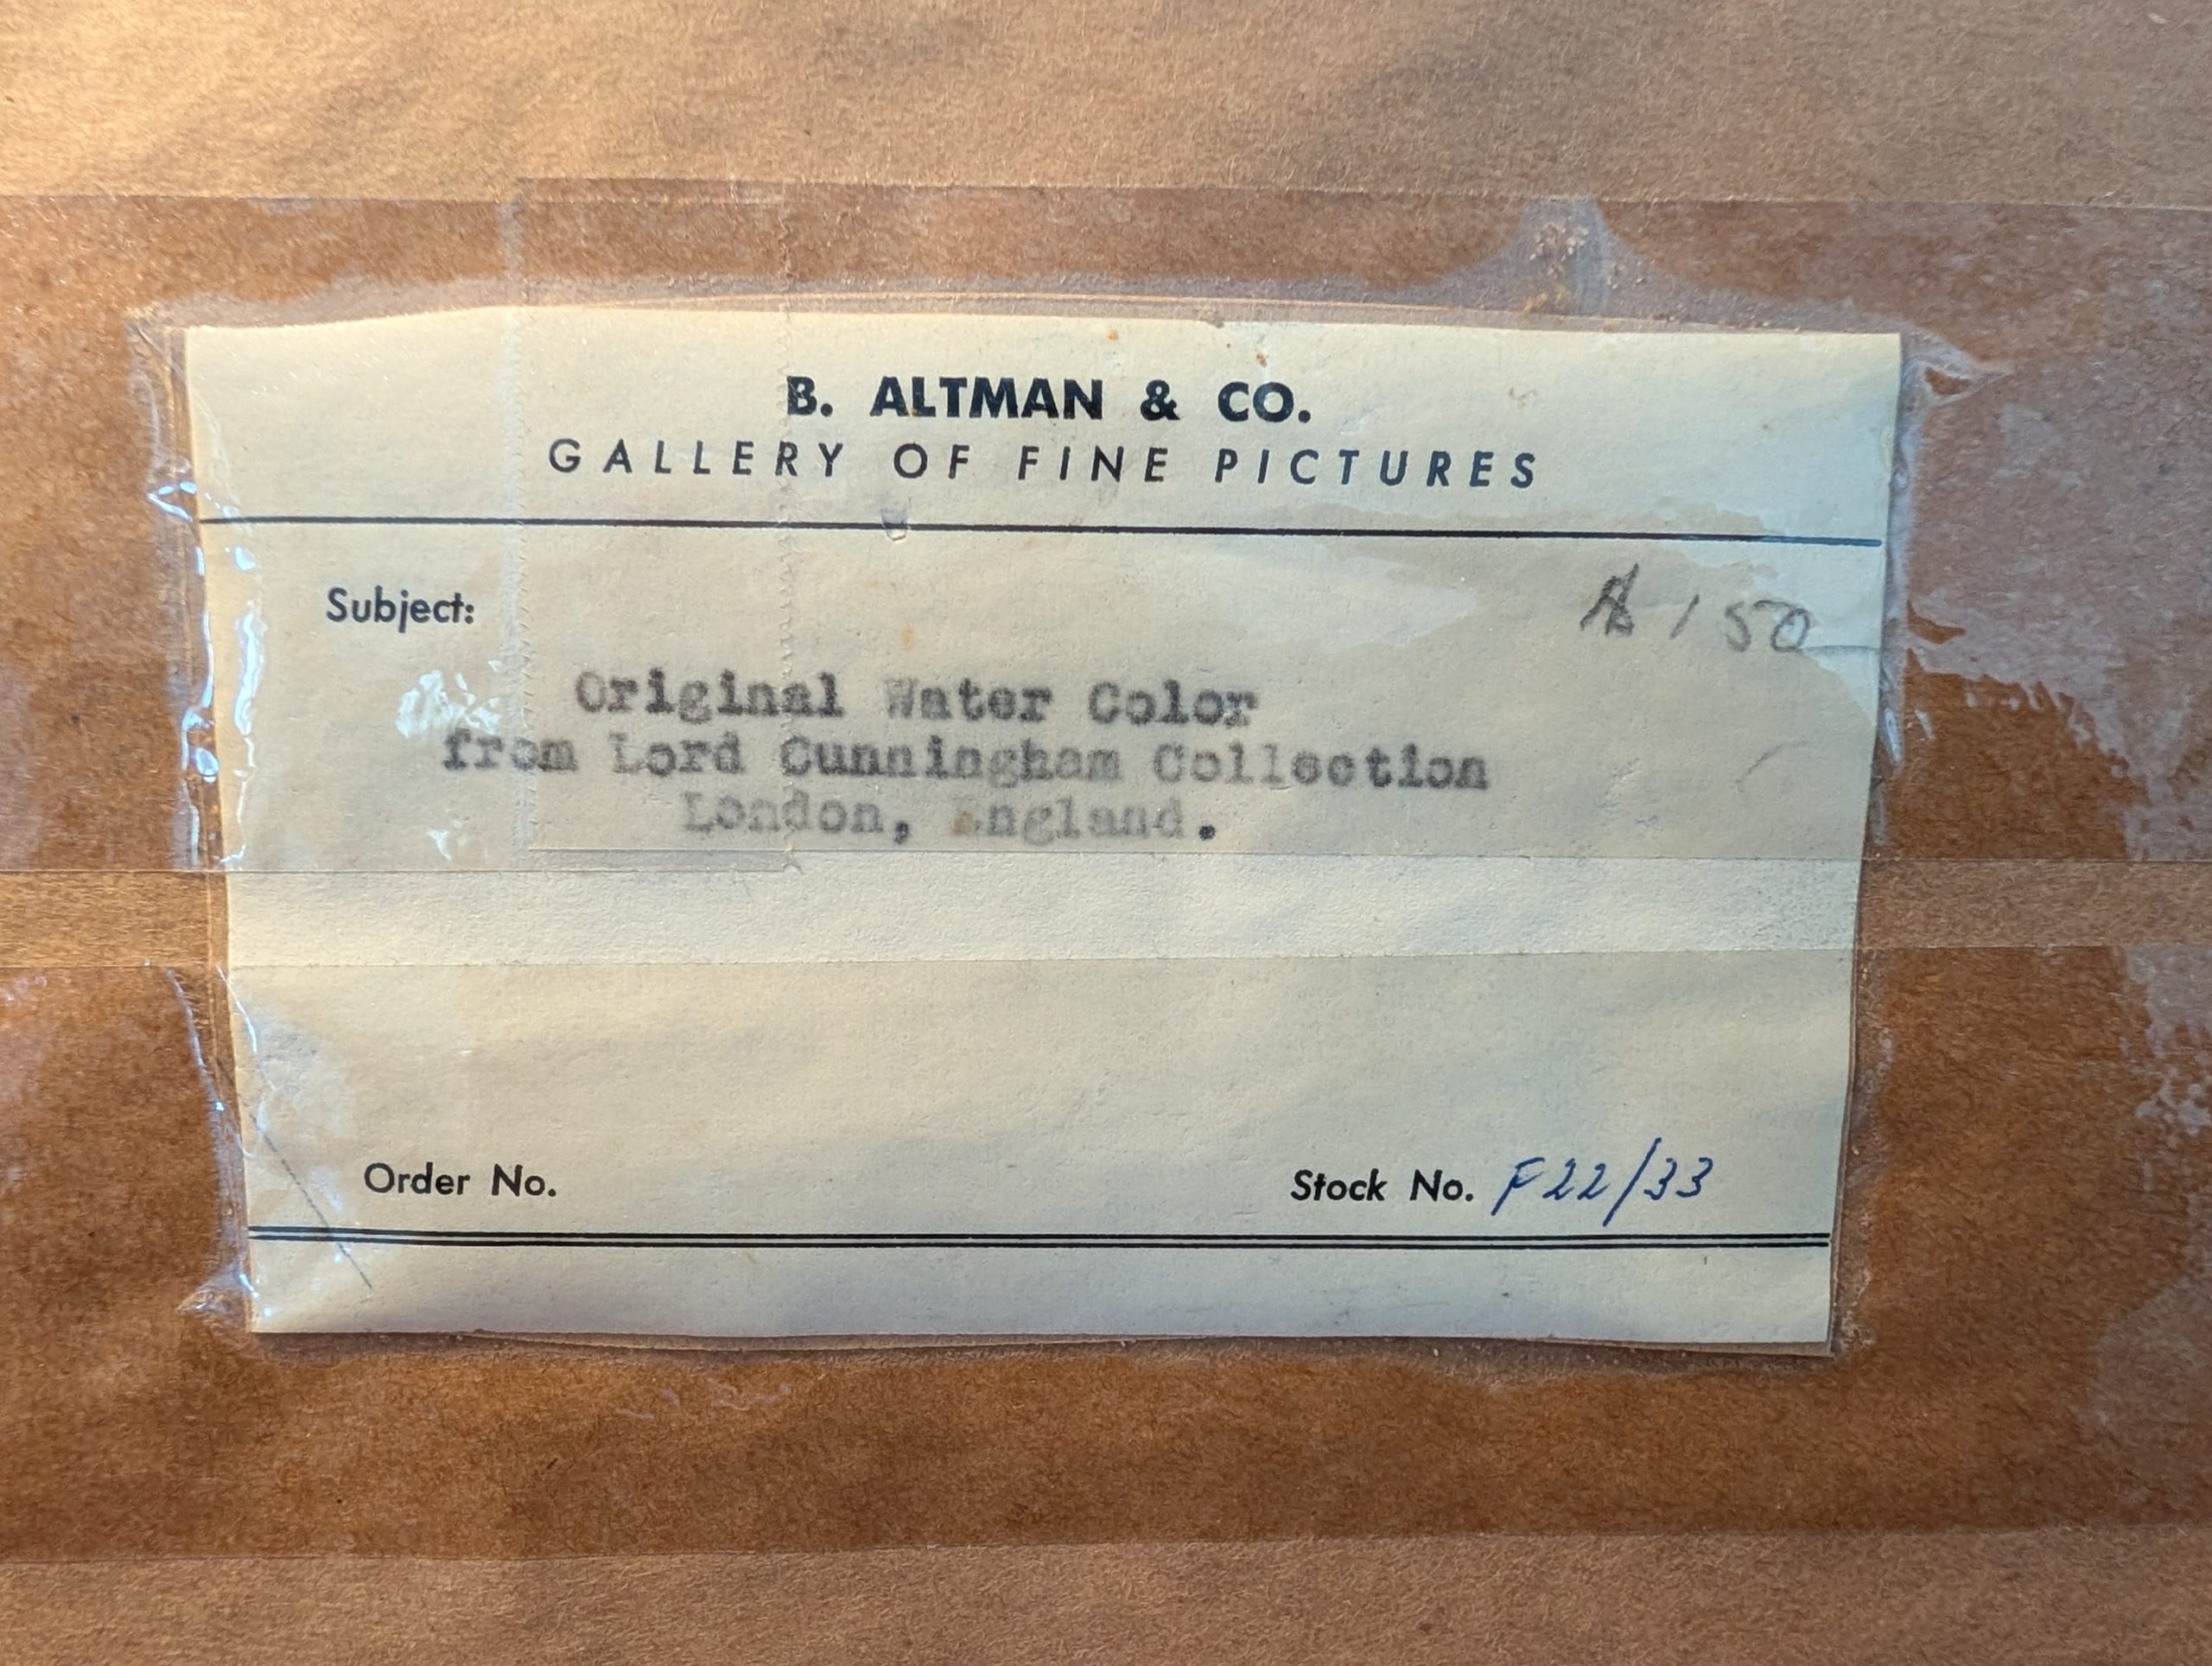 B. ALTMAN & CO.
GALLERY OF FINE PICTURES
Subject:
$150
Original Water Color
from Lord Cunningham Collection
London, England.
Order No.
Stock No. F22/33